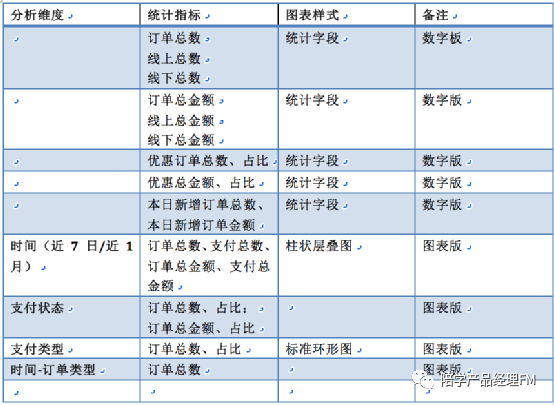 分析维度 统计指标 图表样式 备注
订单总数 统计字段 数字板
线上总数
线下总数
订单总金额 统计字段 数字版
线上总金额
线下总金额
优惠订单总数、占比 统计字段 数字版
优惠总金额、占比 统计字段 数字版
本日新增订单总数、 统计字段 数字版
本日新增订单金额
时间（近 7 日/近 1 订单总数、支付总数、 柱状层叠图 图表版
月） 订单总金额、支付总
金额
支付状态 订单总数、占比； 图表版
订单总金额、占比
支付类型 订单总数、占比 标准环形图 图表版
时间-订单类型 订单总数 图表版
陪学产品经理FM